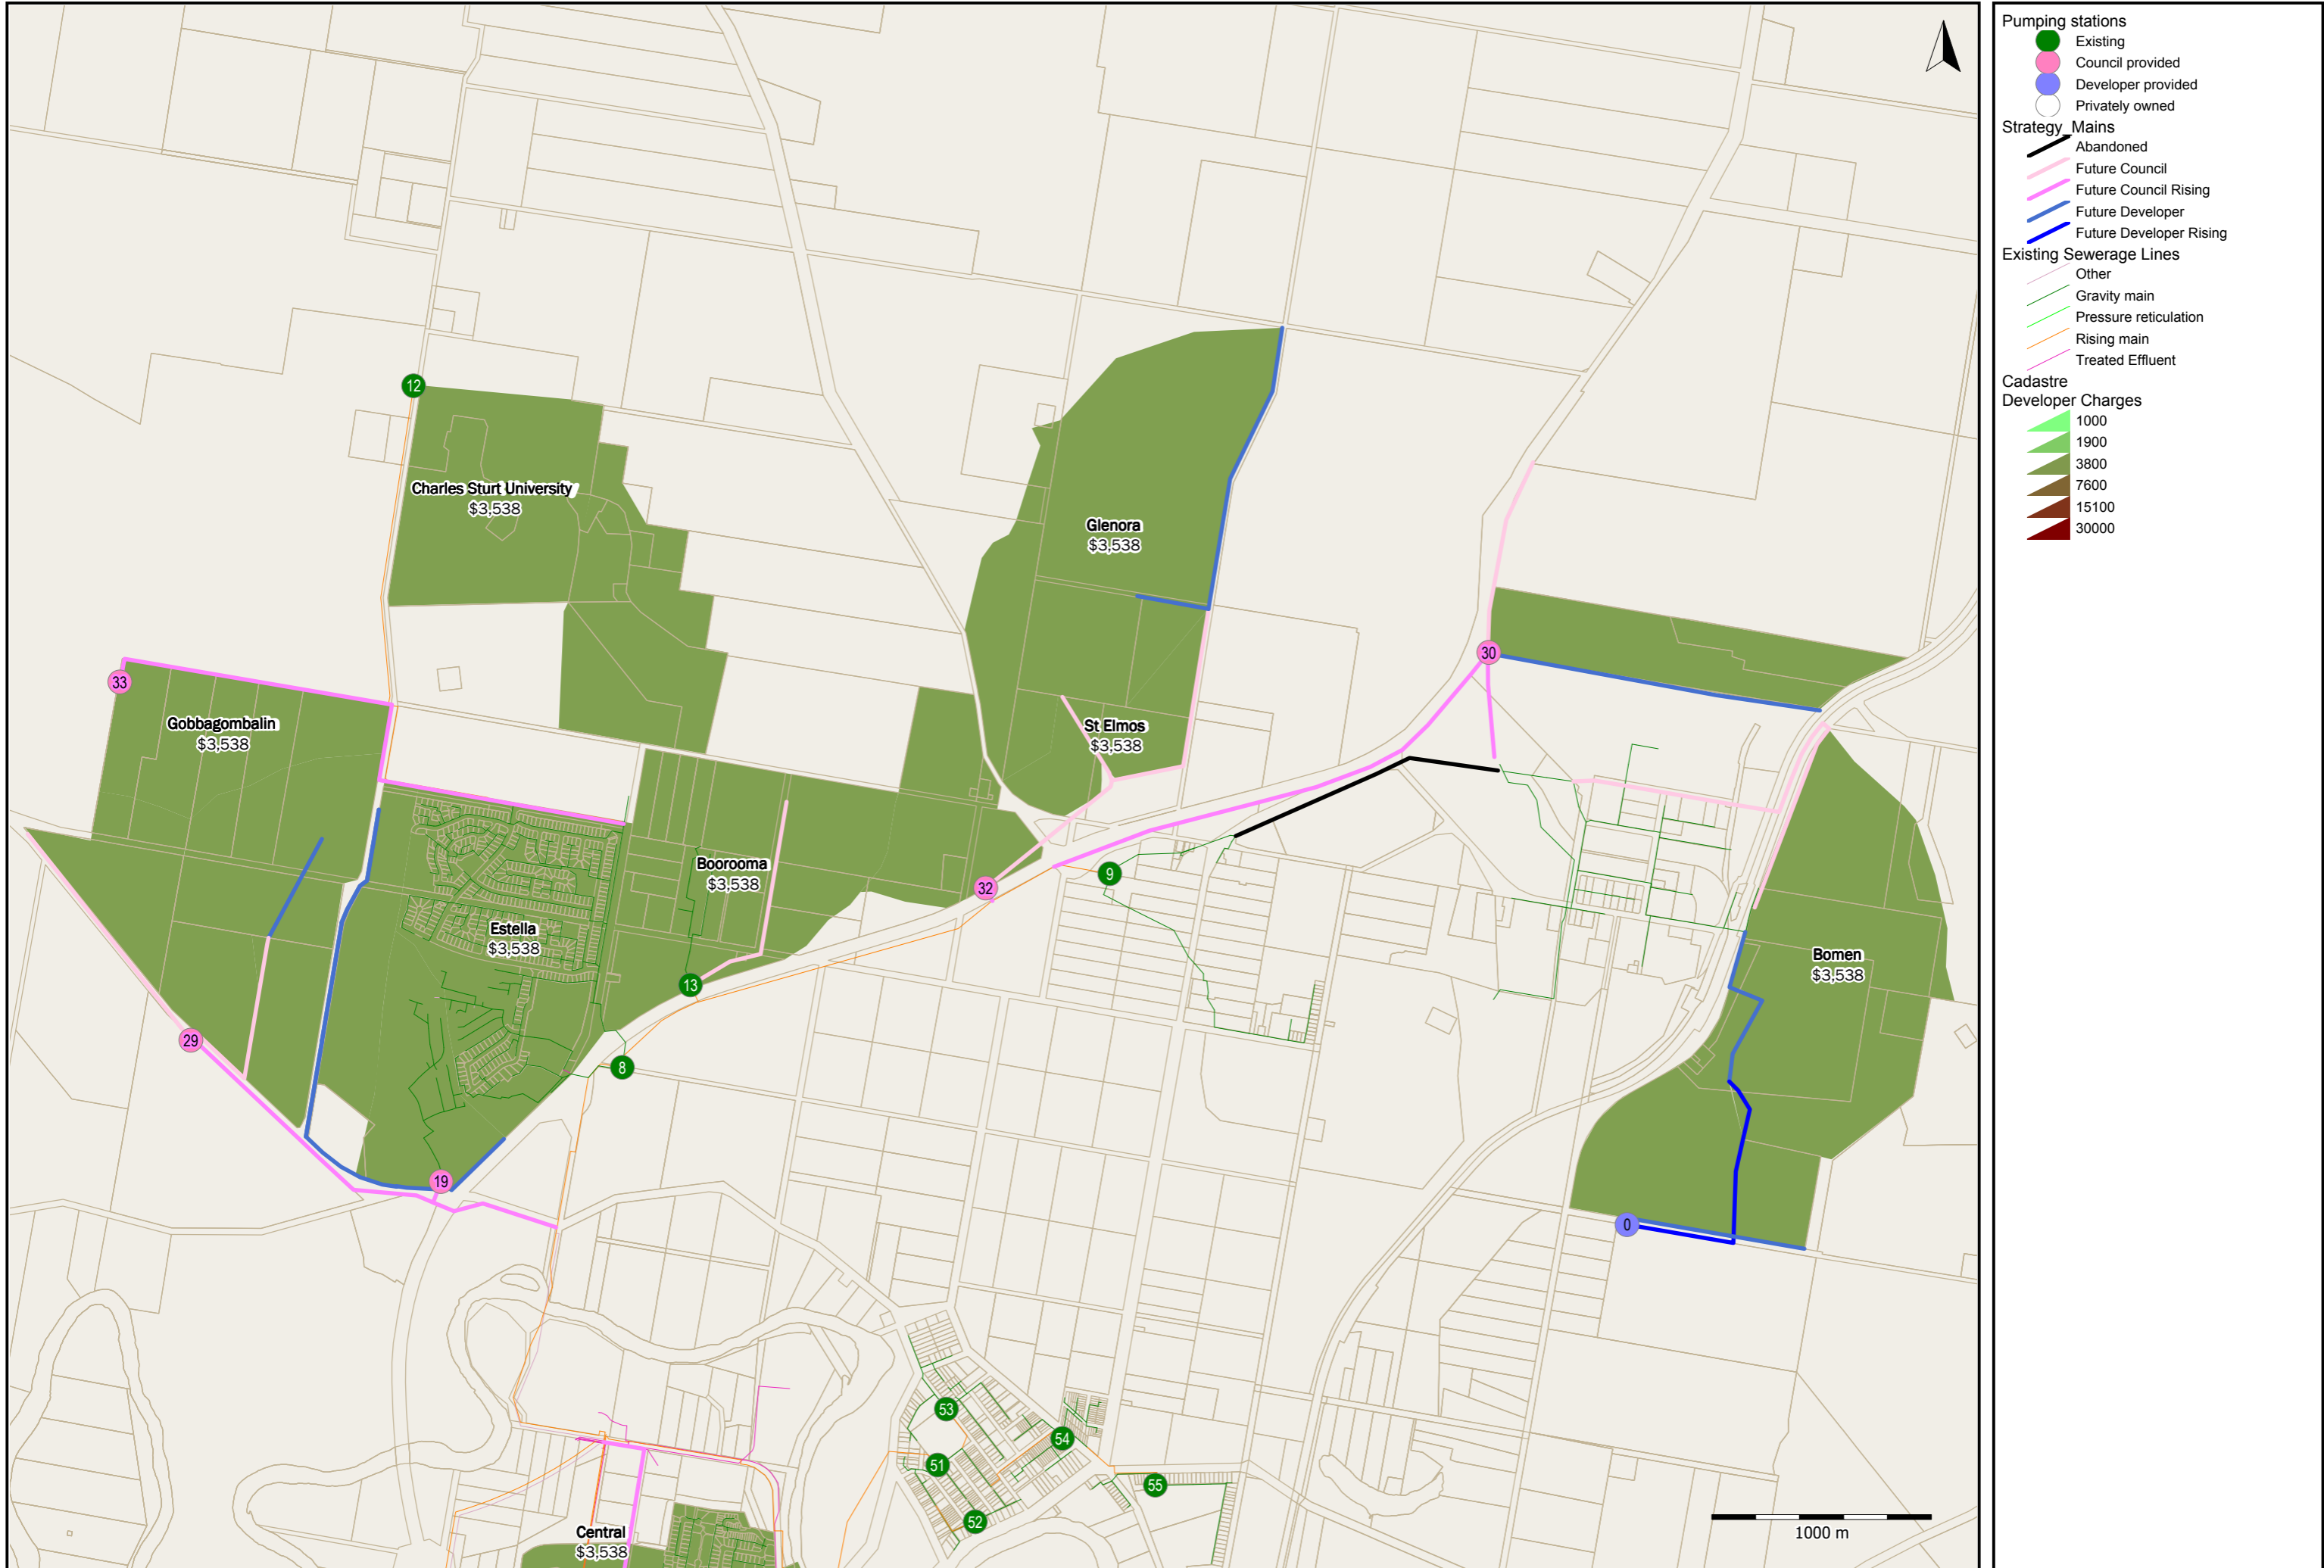 12
Charles Sturt University
$3,538
Glenora
$3,538
30
33
Gobbagombalin
$3,538
St Elmos
$3,538
Boorooma
$3,538
9
32
Estella
$3,538
Bomen
$3,538
13
29
8
19
0
53
54
51
55
52
Central
$3,538
1000 m
Pumping stations
Existing
Council provided
Developer provided
Privately owned
Strategy_Mains
Abandoned
Future Council
Future Council Rising
Future Developer
Future Developer Rising
Existing Sewerage Lines
Other
Gravity main
Pressure reticulation
Rising main
Treated Effluent
Cadastre
Developer Charges
1000
1900
3800
7600
15100
30000